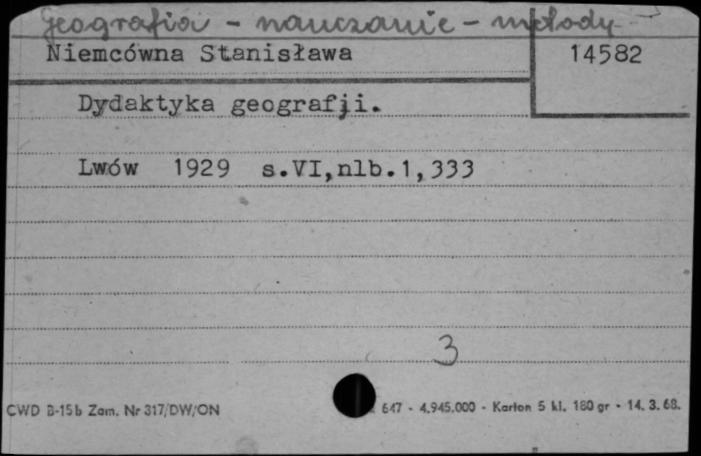 Geografia - nauczanie - metody
Niemcówna Stanisława 14582
Dydaktyka geografji.
Lwów 1929 s.VI,nlb.1,333
3
CWD B-15b Zam. Nr 317/DW/ON 647 - 4.945.000 - Karton 5 kl. 180 gr - 14. 3. 68.